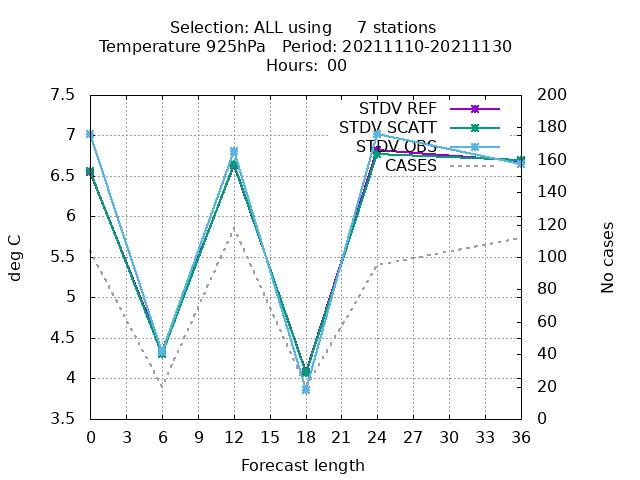 Selection: ALL using 7 stations
Temperature 925hPa Period: 20211110-20211130
Hours: 00
STDV REF
STDV SCATT
STDV OBS
CASES
deg C
7.5
7
6.5
6
5.5
5
4.5
4
3.5
200
180
160
140
120
100
80
60
40
20
0
No cases
0 3 6 9 12 15 18 21 24 27 30 33 36
Forecast length